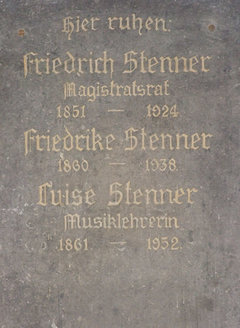 Hier ruhen:
Friedrich Stenner
Magistratsrat
1851 — 1924.
Friedrike Stenner
1860 — 1938.
Luise Stenner
Musiklehrerin
1861 — 1952.